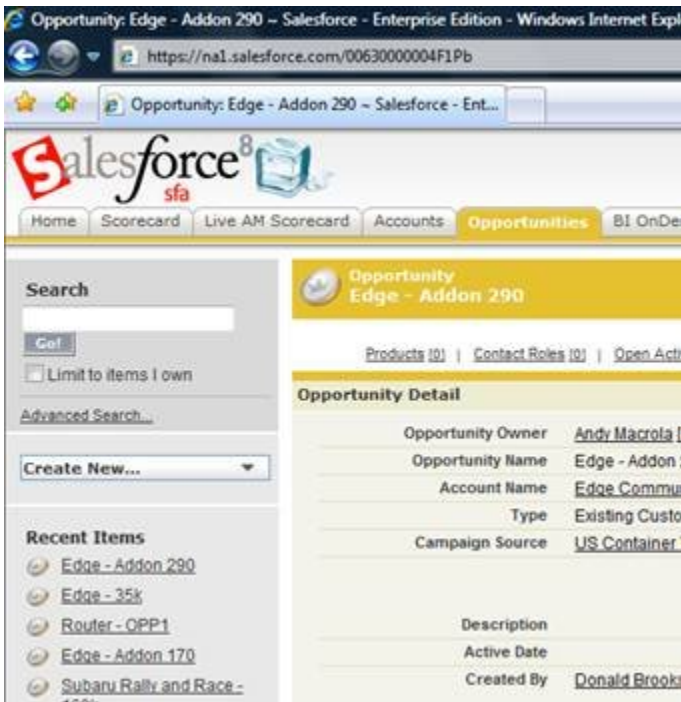 Opportunity: Edge - Addon 290 ~ Salesforce - Enterprise Edition - Windows Internet Expl
https://na1.salesforce.com/00630000004F1Pb
Opportunity: Edge - Addon 290 ~ Salesforce - Ent...
Salesforce 8
sfa
Home Scorecard Live AM Scorecard Accounts Opportunities BI OnDe
Search
Go!
Limit to items I own
Advanced Search...
Create New...
Recent Items
Edge - Addon 290
Edge - 35k
Router - OPP1
Edge - Addon 170
Subaru Rally and Race -
Opportunity
Edge - Addon 290
Products [0] | Contact Roles [0] | Open Acti
Opportunity Detail
Opportunity Owner Andy Macrola [
Opportunity Name Edge - Addon
Account Name Edge Commu
Type Existing Custo
Campaign Source US Container
Description
Active Date
Created By Donald Brooks